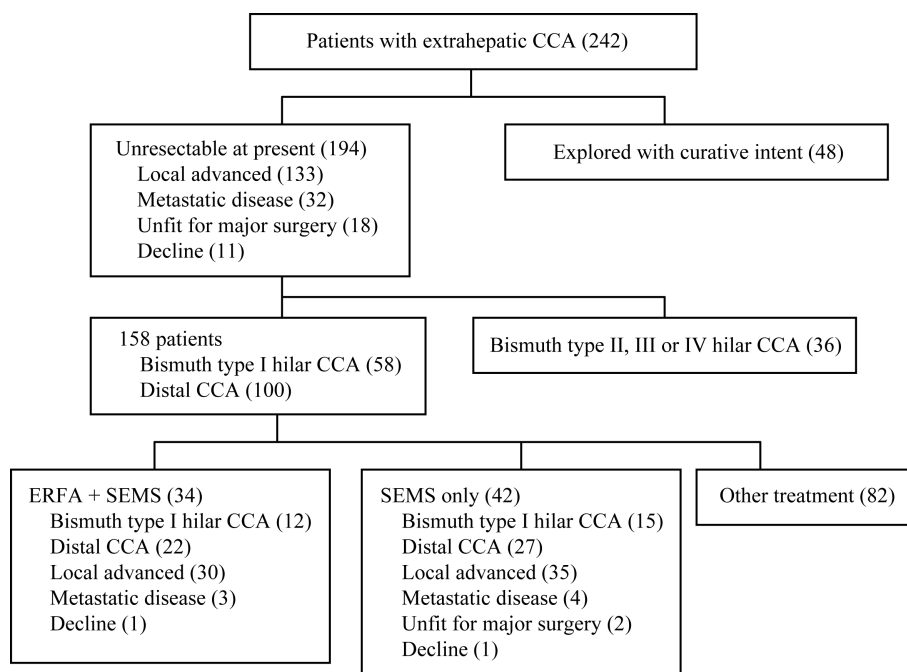 Patients with extrahepatic CCA (242)
Unresectable at present (194)
Local advanced (133)
Metastatic disease (32)
Unfit for major surgery (18)
Decline (11)
Explored with curative intent (48)
158 patients
Bismuth type I hilar CCA (58)
Distal CCA (100)
Bismuth type II, III or IV hilar CCA (36)
ERFA + SEMS (34)
Bismuth type I hilar CCA (12)
Distal CCA (22)
Local advanced (30)
Metastatic disease (3)
Decline (1)
SEMS only (42)
Bismuth type I hilar CCA (15)
Distal CCA (27)
Local advanced (35)
Metastatic disease (4)
Unfit for major surgery (2)
Decline (1)
Other treatment (82)